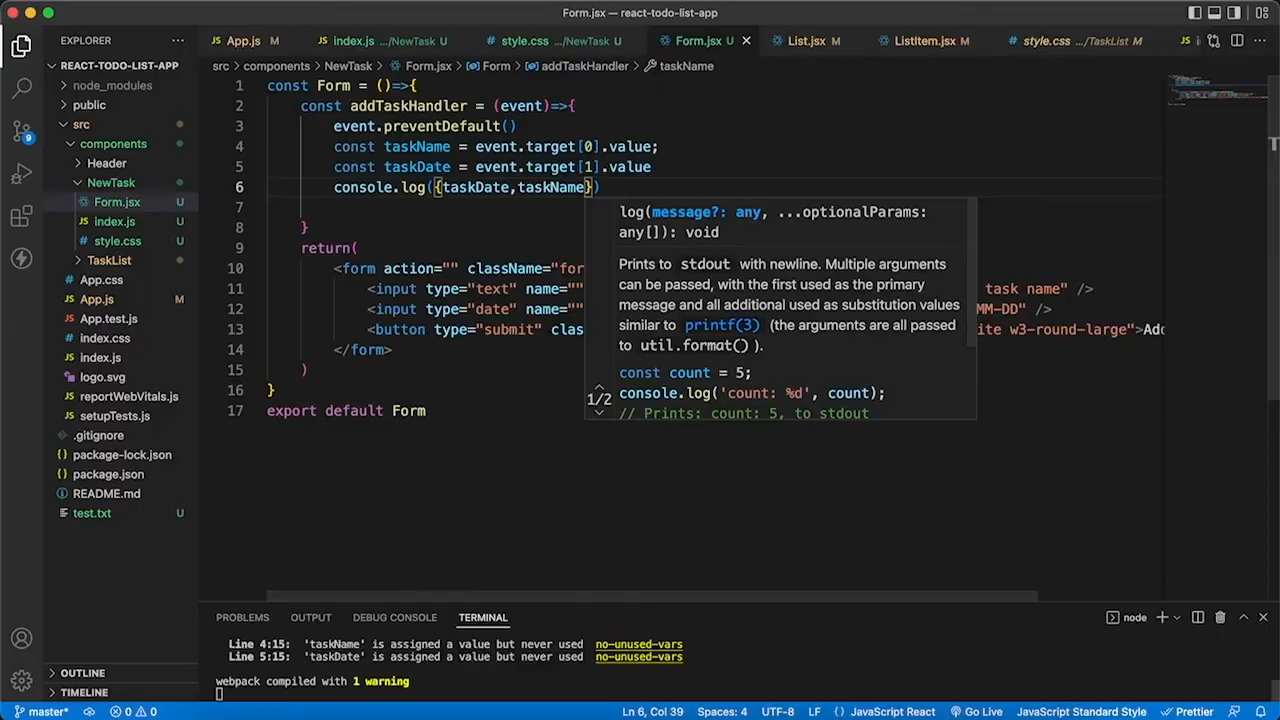 Form.jsx — react-todo-list-app
EXPLORER
App.js M
index.js .../NewTask U
style.css .../NewTask U
Form.jsx U
List.jsx M
ListItem.jsx M
style.css .../TaskList M
JS
REACT-TODO-LIST-APP
node_modules
public
src
components
Header
NewTask
Form.jsx U
index.js U
style.css U
TaskList
App.css
App.js M
App.test.js
index.css
index.js
logo.svg
reportWebVitals.js
setupTests.js
.gitignore
package-lock.json
package.json
README.md
test.txt U
OUTLINE
TIMELINE
9
src > components > NewTask > Form.jsx > Form > addTaskHandler > taskName
1 const Form = ()=>{
2 const addTaskHandler = (event)=>{
3 event.preventDefault()
4 const taskName = event.target[0].value;
5 const taskDate = event.target[1].value
6 console.log({taskDate,taskName})
7
8 }
9 return(
10 <form action="" className="for
11 <input type="text" name="" task name" />
12 <input type="date" name="" MM-DD" />
13 <button type="submit" clas ite w3-round-large">Add
14 </form>
15 )
16 }
17 export default Form
log(message?: any, ...optionalParams:
any[]): void
Prints to stdout with newline. Multiple arguments
can be passed, with the first used as the primary
message and all additional used as substitution values
similar to printf(3) (the arguments are all passed
to util.format() ).
const count = 5;
1/2
console.log('count: %d', count);
// Prints: count: 5, to stdout
PROBLEMS OUTPUT DEBUG CONSOLE TERMINAL
node
Line 4:15: 'taskName' is assigned a value but never used no-unused-vars
Line 5:15: 'taskDate' is assigned a value but never used no-unused-vars
webpack compiled with 1 warning
master* 0 0 Ln 6, Col 39 Spaces: 4 UTF-8 LF {} JavaScript React Go Live JavaScript Standard Style Prettier